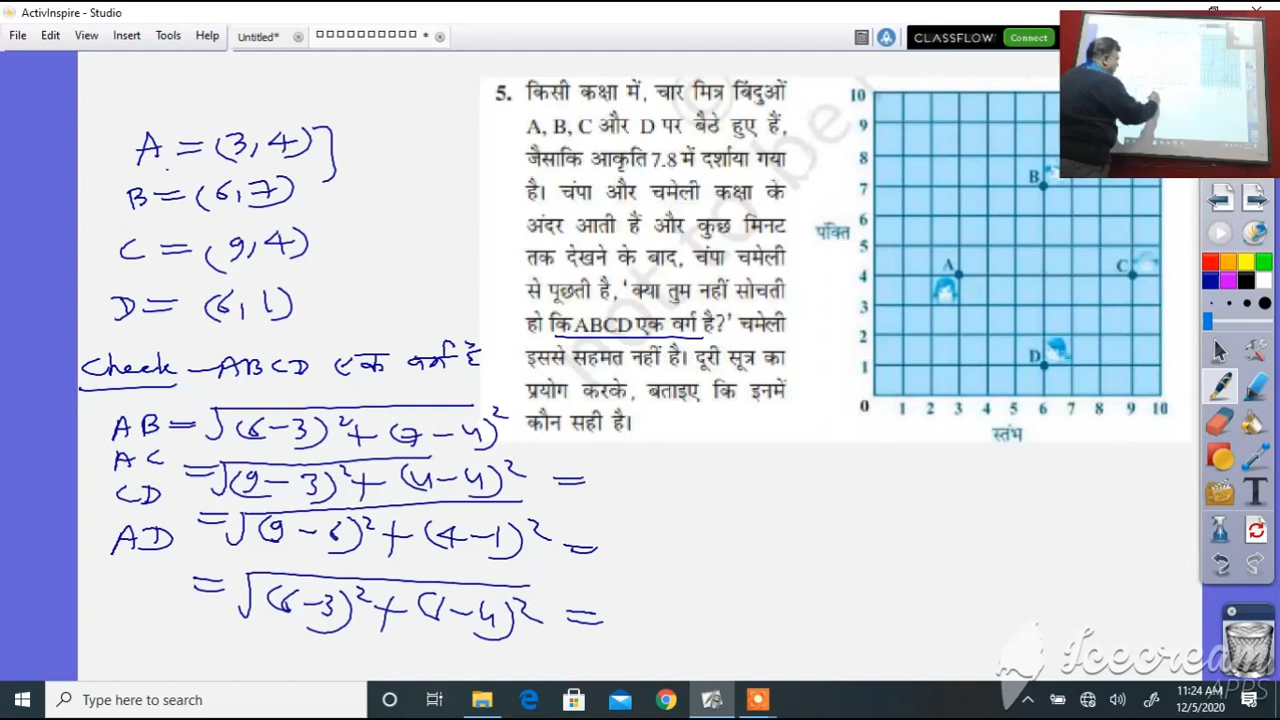 ActivInspire - Studio
File Edit View Insert Tools Help Untitled* *
CLASSFLOW Connect
A = (3, 4)
B = (6, 7)
C = (9, 4)
D = (6, 1)
Check - ABCD एक वर्ग है
AB = √(6-3)²+(7-4)²
AC = √(9-3)²+(4-4)² =
CD = √(9-6)²+(4-1)² =
AD = √(6-3)²+(1-4)² =
5. किसी कक्षा में, चार मित्र बिंदुओं
A, B, C और D पर बैठे हुए हैं,
जैसाकि आकृति 7.8 में दर्शाया गया
है। चंपा और चमेली कक्षा के
अंदर आती हैं और कुछ मिनट
तक देखने के बाद, चंपा चमेली
से पूछती है, 'क्या तुम नहीं सोचती
हो कि ABCD एक वर्ग है?' चमेली
इससे सहमत नहीं है। दूरी सूत्र का
प्रयोग करके, बताइए कि इनमें
कौन सही है।
not to be
©
10
9
8
7
6
5
4
3
2
1
पंक्ति
A
B
C
D
0 1 2 3 4 5 6 7 8 9 10
स्तंभ
T
Icecream
APPS
Type here to search
11:24 AM
12/5/2020